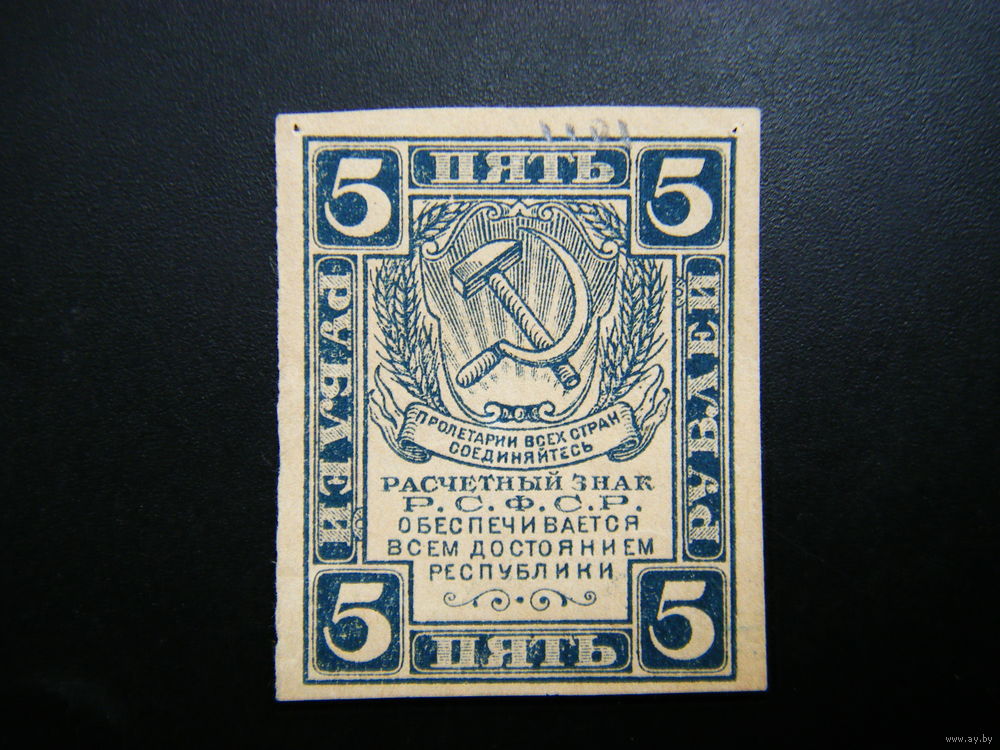 5 ПЯТЬ 5
РУБЛЕЙ
РУБЛЕЙ
ПРОЛЕТАРИИ ВСЕХ СТРАН
СОЕДИНЯЙТЕСЬ
РАСЧЕТНЫЙ ЗНАК
Р.С.Ф.С.Р.
ОБЕСПЕЧИВАЕТСЯ
ВСЕМ ДОСТОЯНИЕМ
РЕСПУБЛИКИ
5 ПЯТЬ 5
www.ay.by